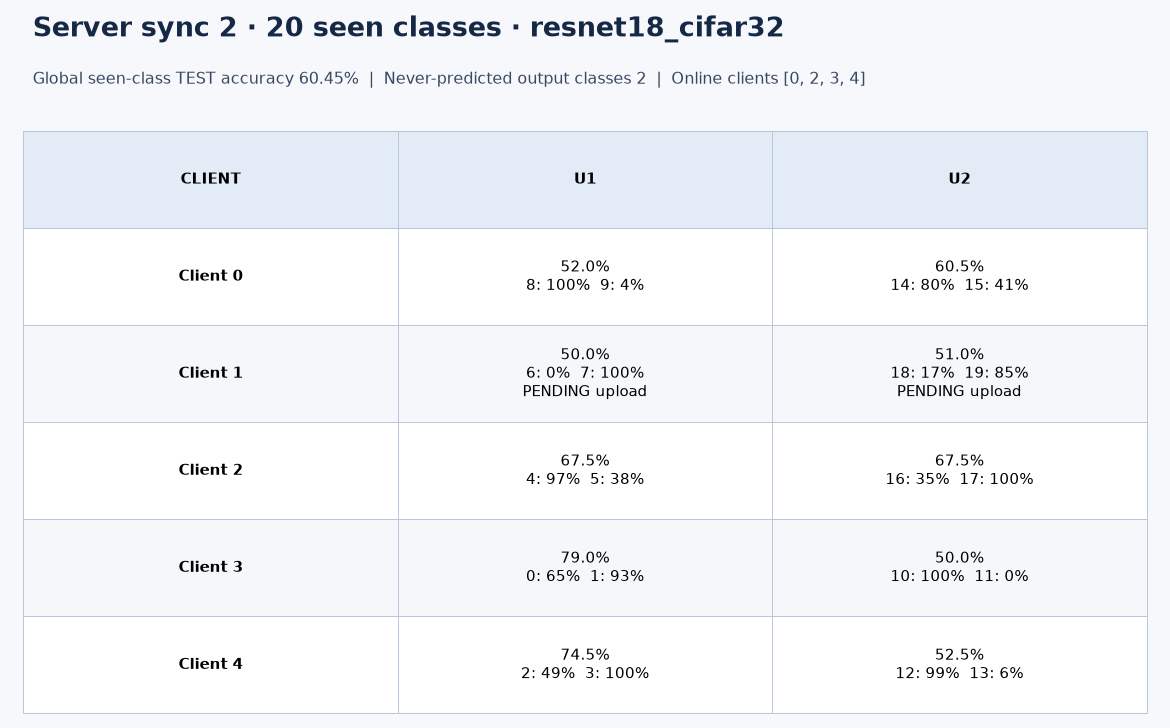 Server sync 2 · 20 seen classes · resnet18_cifar32
Global seen-class TEST accuracy 60.45%  |  Never-predicted output classes 2  |  Online clients [0, 2, 3, 4]
CLIENT
U1
U2
Client 0
52.0%
8: 100%  9: 4%
60.5%
14: 80%  15: 41%
Client 1
50.0%
6: 0%  7: 100%
PENDING upload
51.0%
18: 17%  19: 85%
PENDING upload
Client 2
67.5%
4: 97%  5: 38%
67.5%
16: 35%  17: 100%
Client 3
79.0%
0: 65%  1: 93%
50.0%
10: 100%  11: 0%
Client 4
74.5%
2: 49%  3: 100%
52.5%
12: 99%  13: 6%